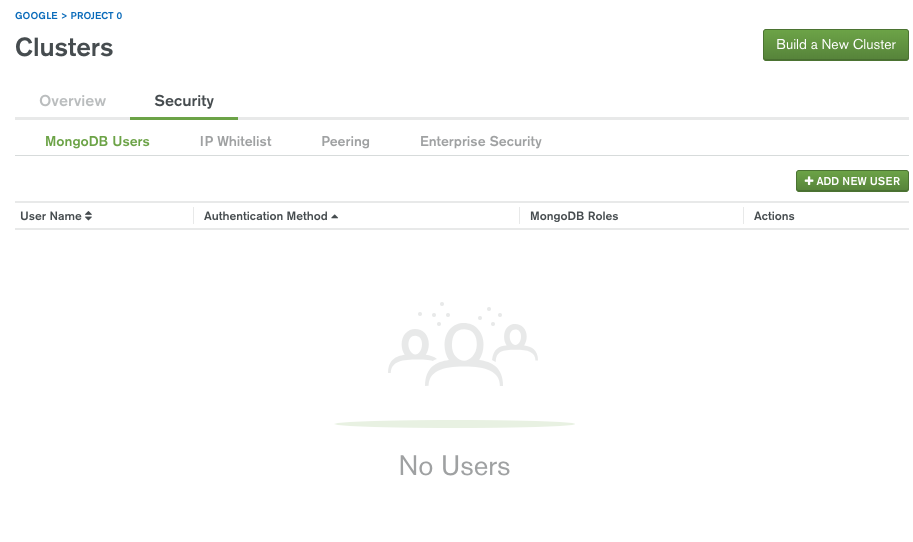 GOOGLE > PROJECT 0
Clusters
Build a New Cluster
Overview Security
MongoDB Users IP Whitelist Peering Enterprise Security
+ ADD NEW USER
User Name Authentication Method MongoDB Roles Actions
No Users